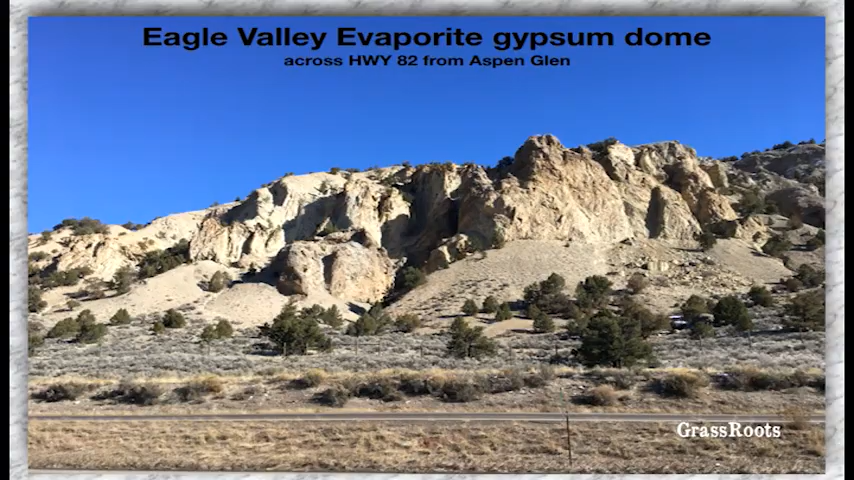 Eagle Valley Evaporite gypsum dome
across HWY 82 from Aspen Glen
GrassRoots